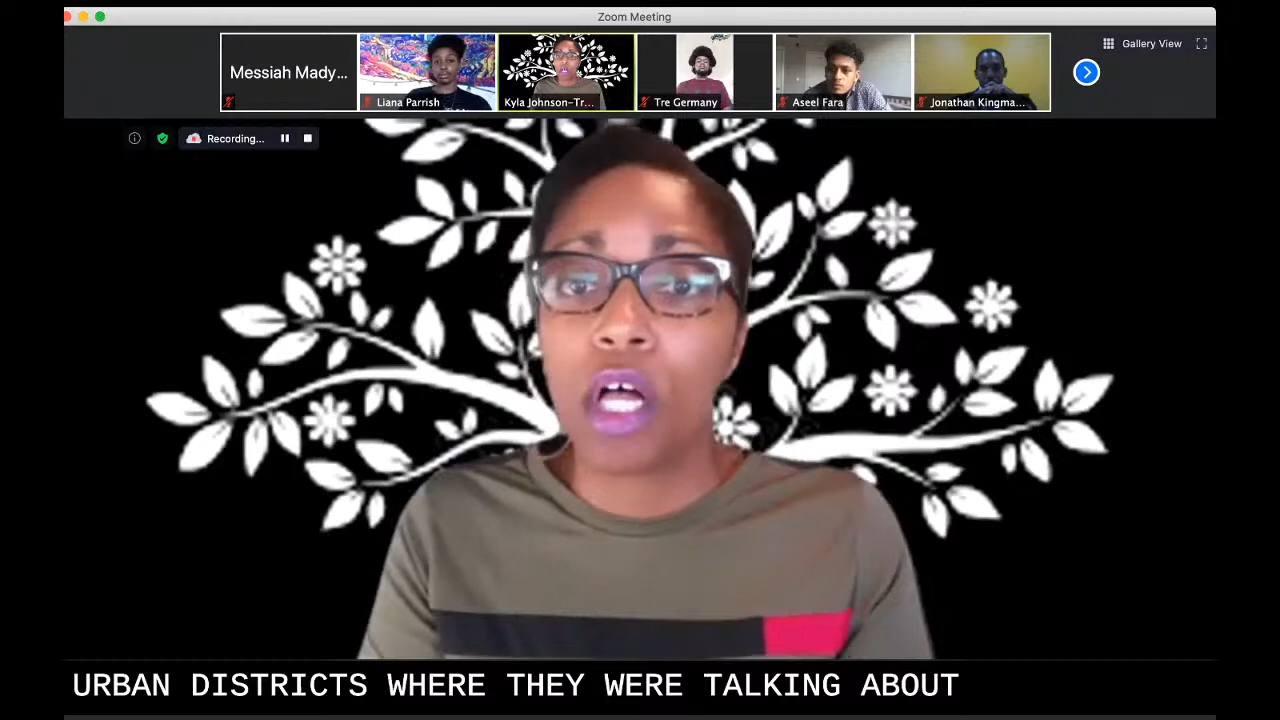 Zoom Meeting
Messiah Mady...
Liana Parrish
Kyla Johnson-Tr...
Tre Germany
Aseel Fara
Jonathan Kingma...
Gallery View
Recording...
URBAN DISTRICTS WHERE THEY WERE TALKING ABOUT